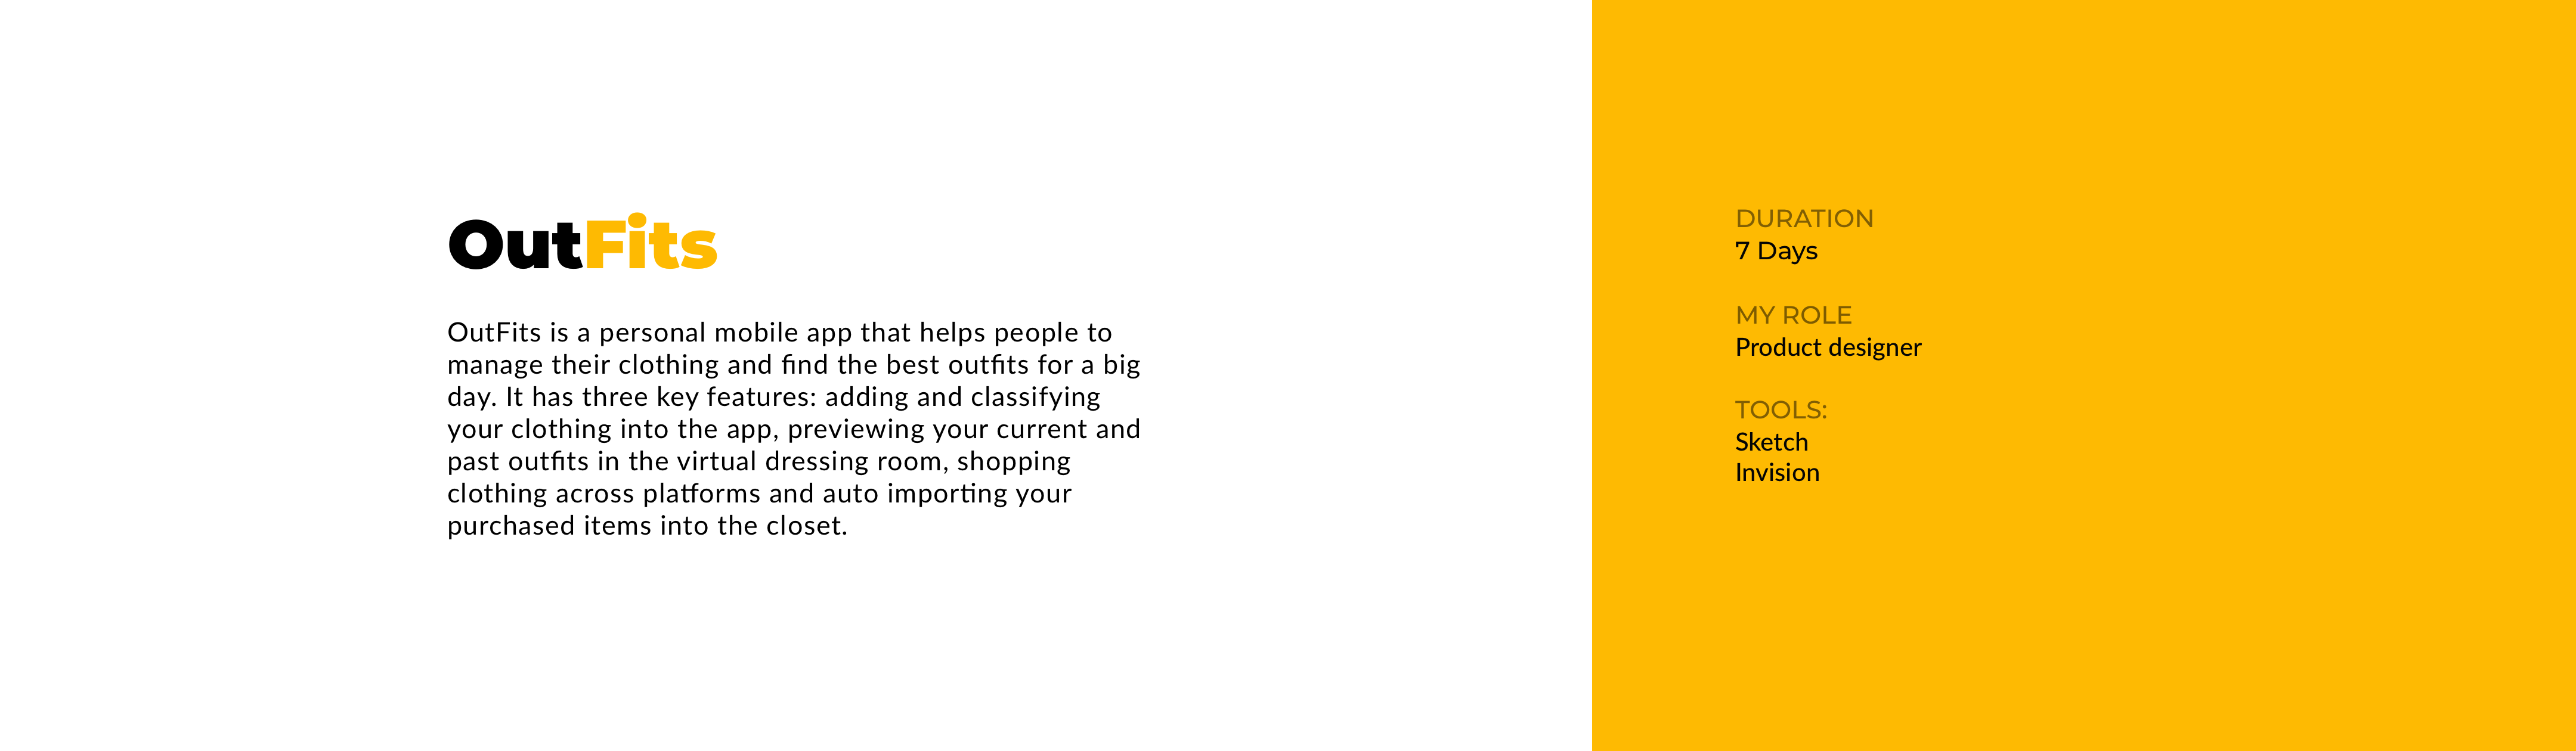 OutFits
OutFits is a personal mobile app that helps people to
manage their clothing and find the best outfits for a big
day. It has three key features: adding and classifying
your clothing into the app, previewing your current and
past outfits in the virtual dressing room, shopping
clothing across platforms and auto importing your
purchased items into the closet.
DURATION
7 Days
MY ROLE
Product designer
TOOLS:
Sketch
Invision